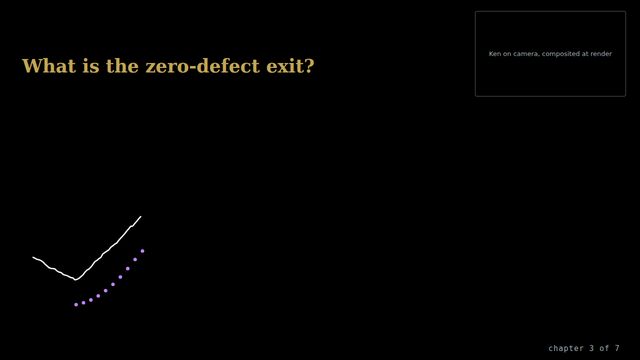 Ken on camera, composited at render
What is the zero-defect exit?
chapter 3 of 7